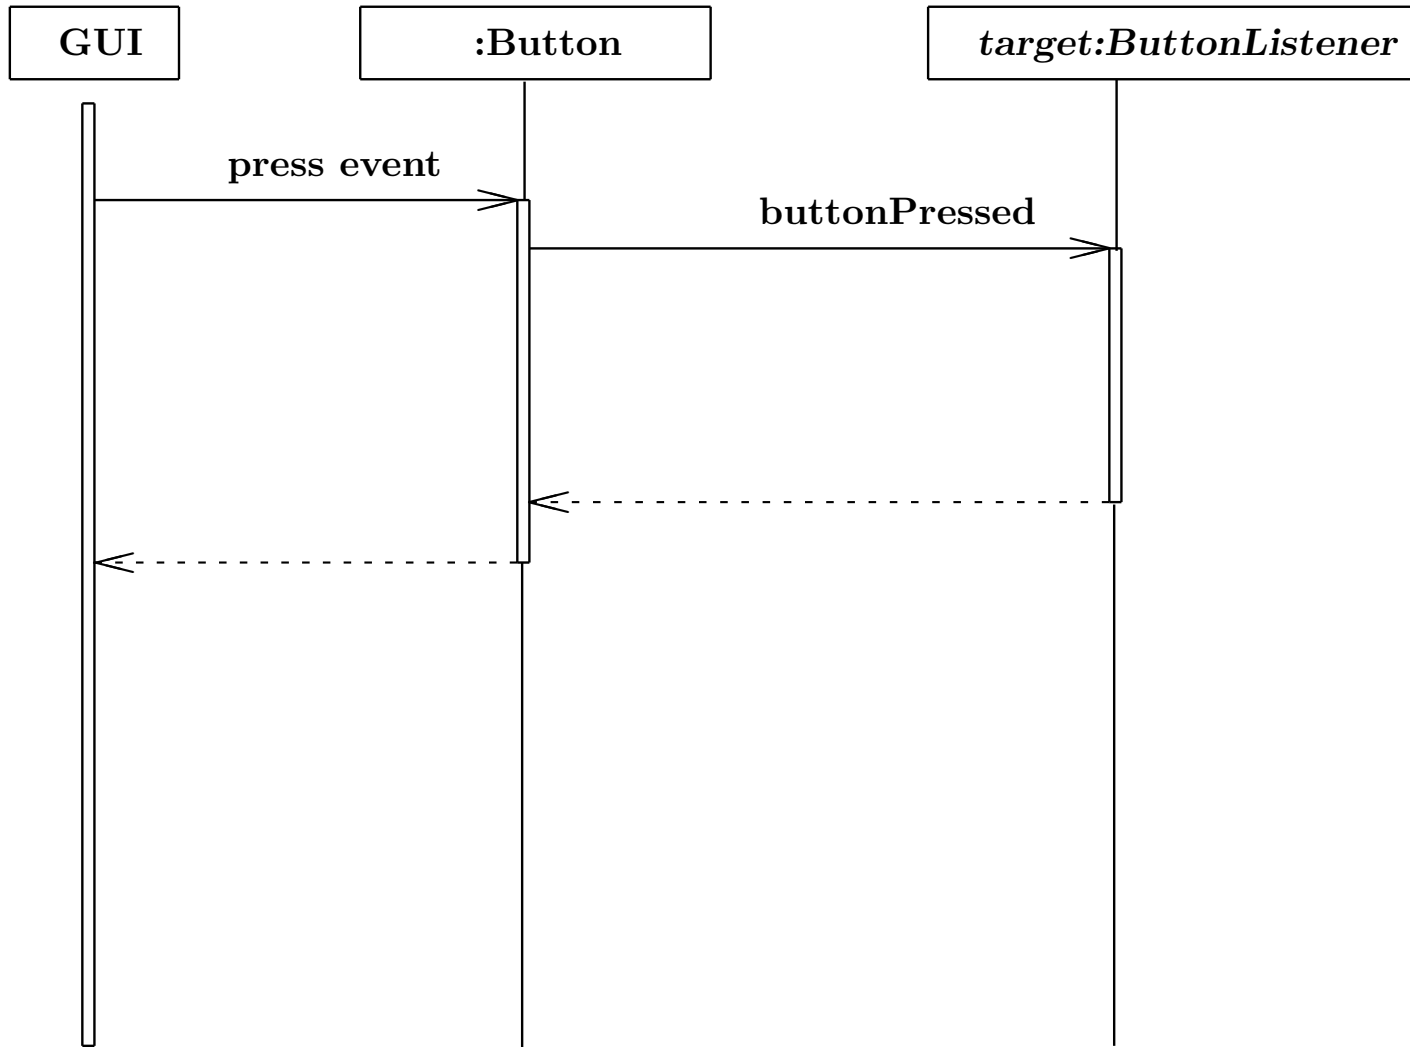 GUI
:Button
target:ButtonListener
press event
buttonPressed